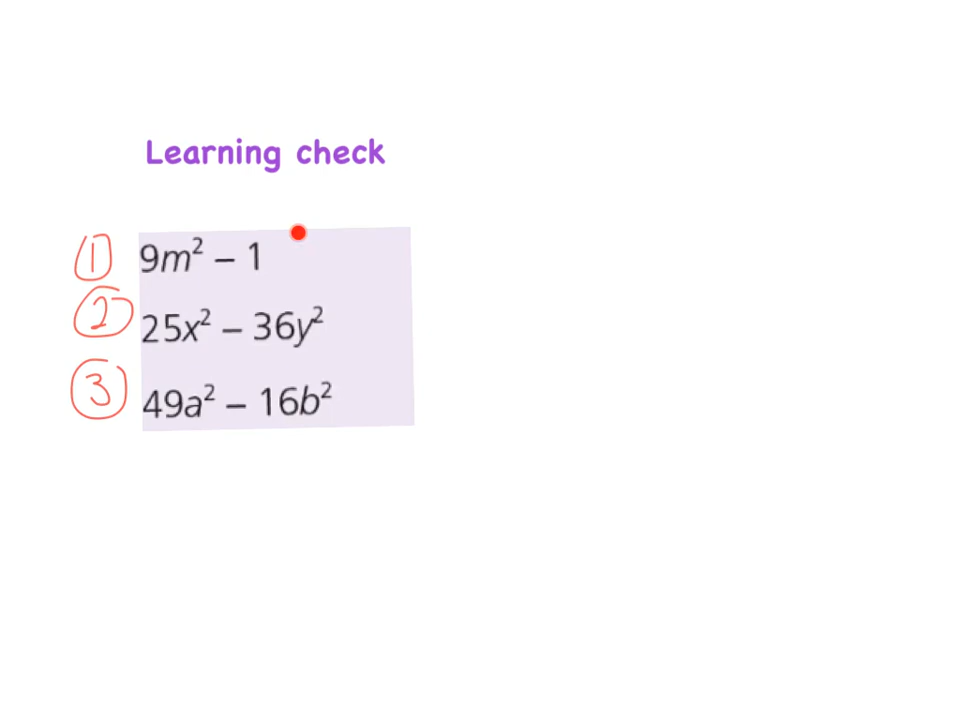 Learning check
① 9m² – 1
② 25x² – 36y²
③ 49a² – 16b²